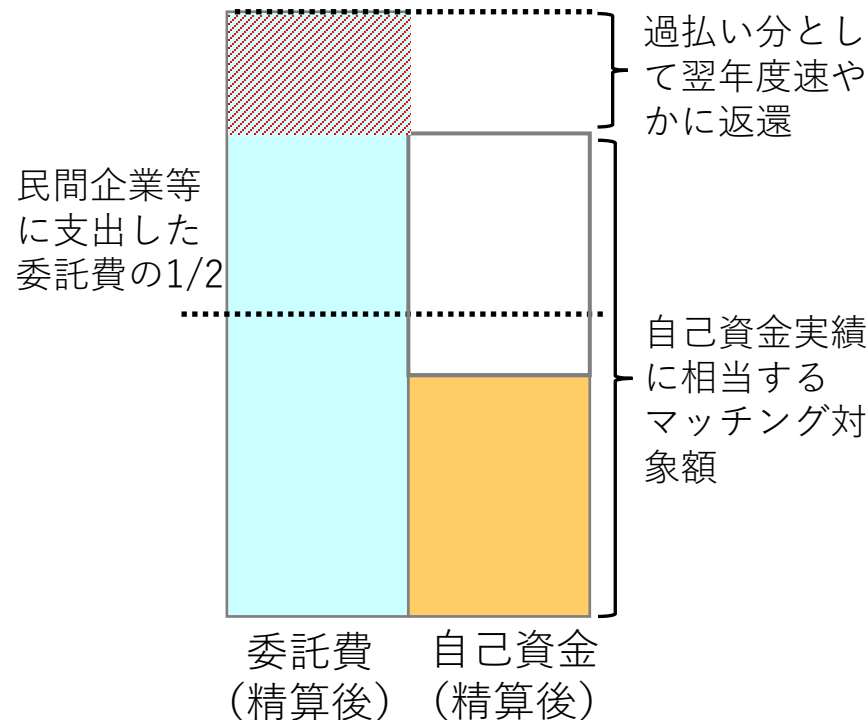 過払い分とし
て翌年度速や
かに返還
民間企業等
に支出した
委託費の1/2
自己資金実績
に相当する
マッチング対
象額
委託費
（精算後）
自己資金
（精算後）